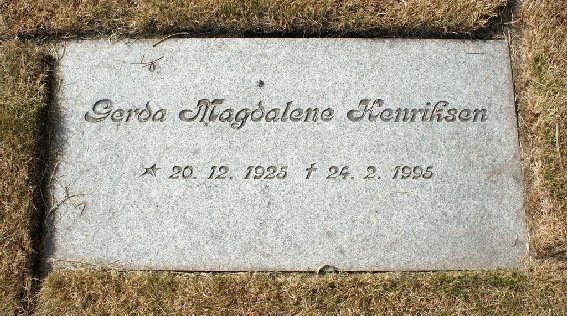 Gerda Magdalene Henriksen
* 20. 12. 1925 † 24. 2. 1995